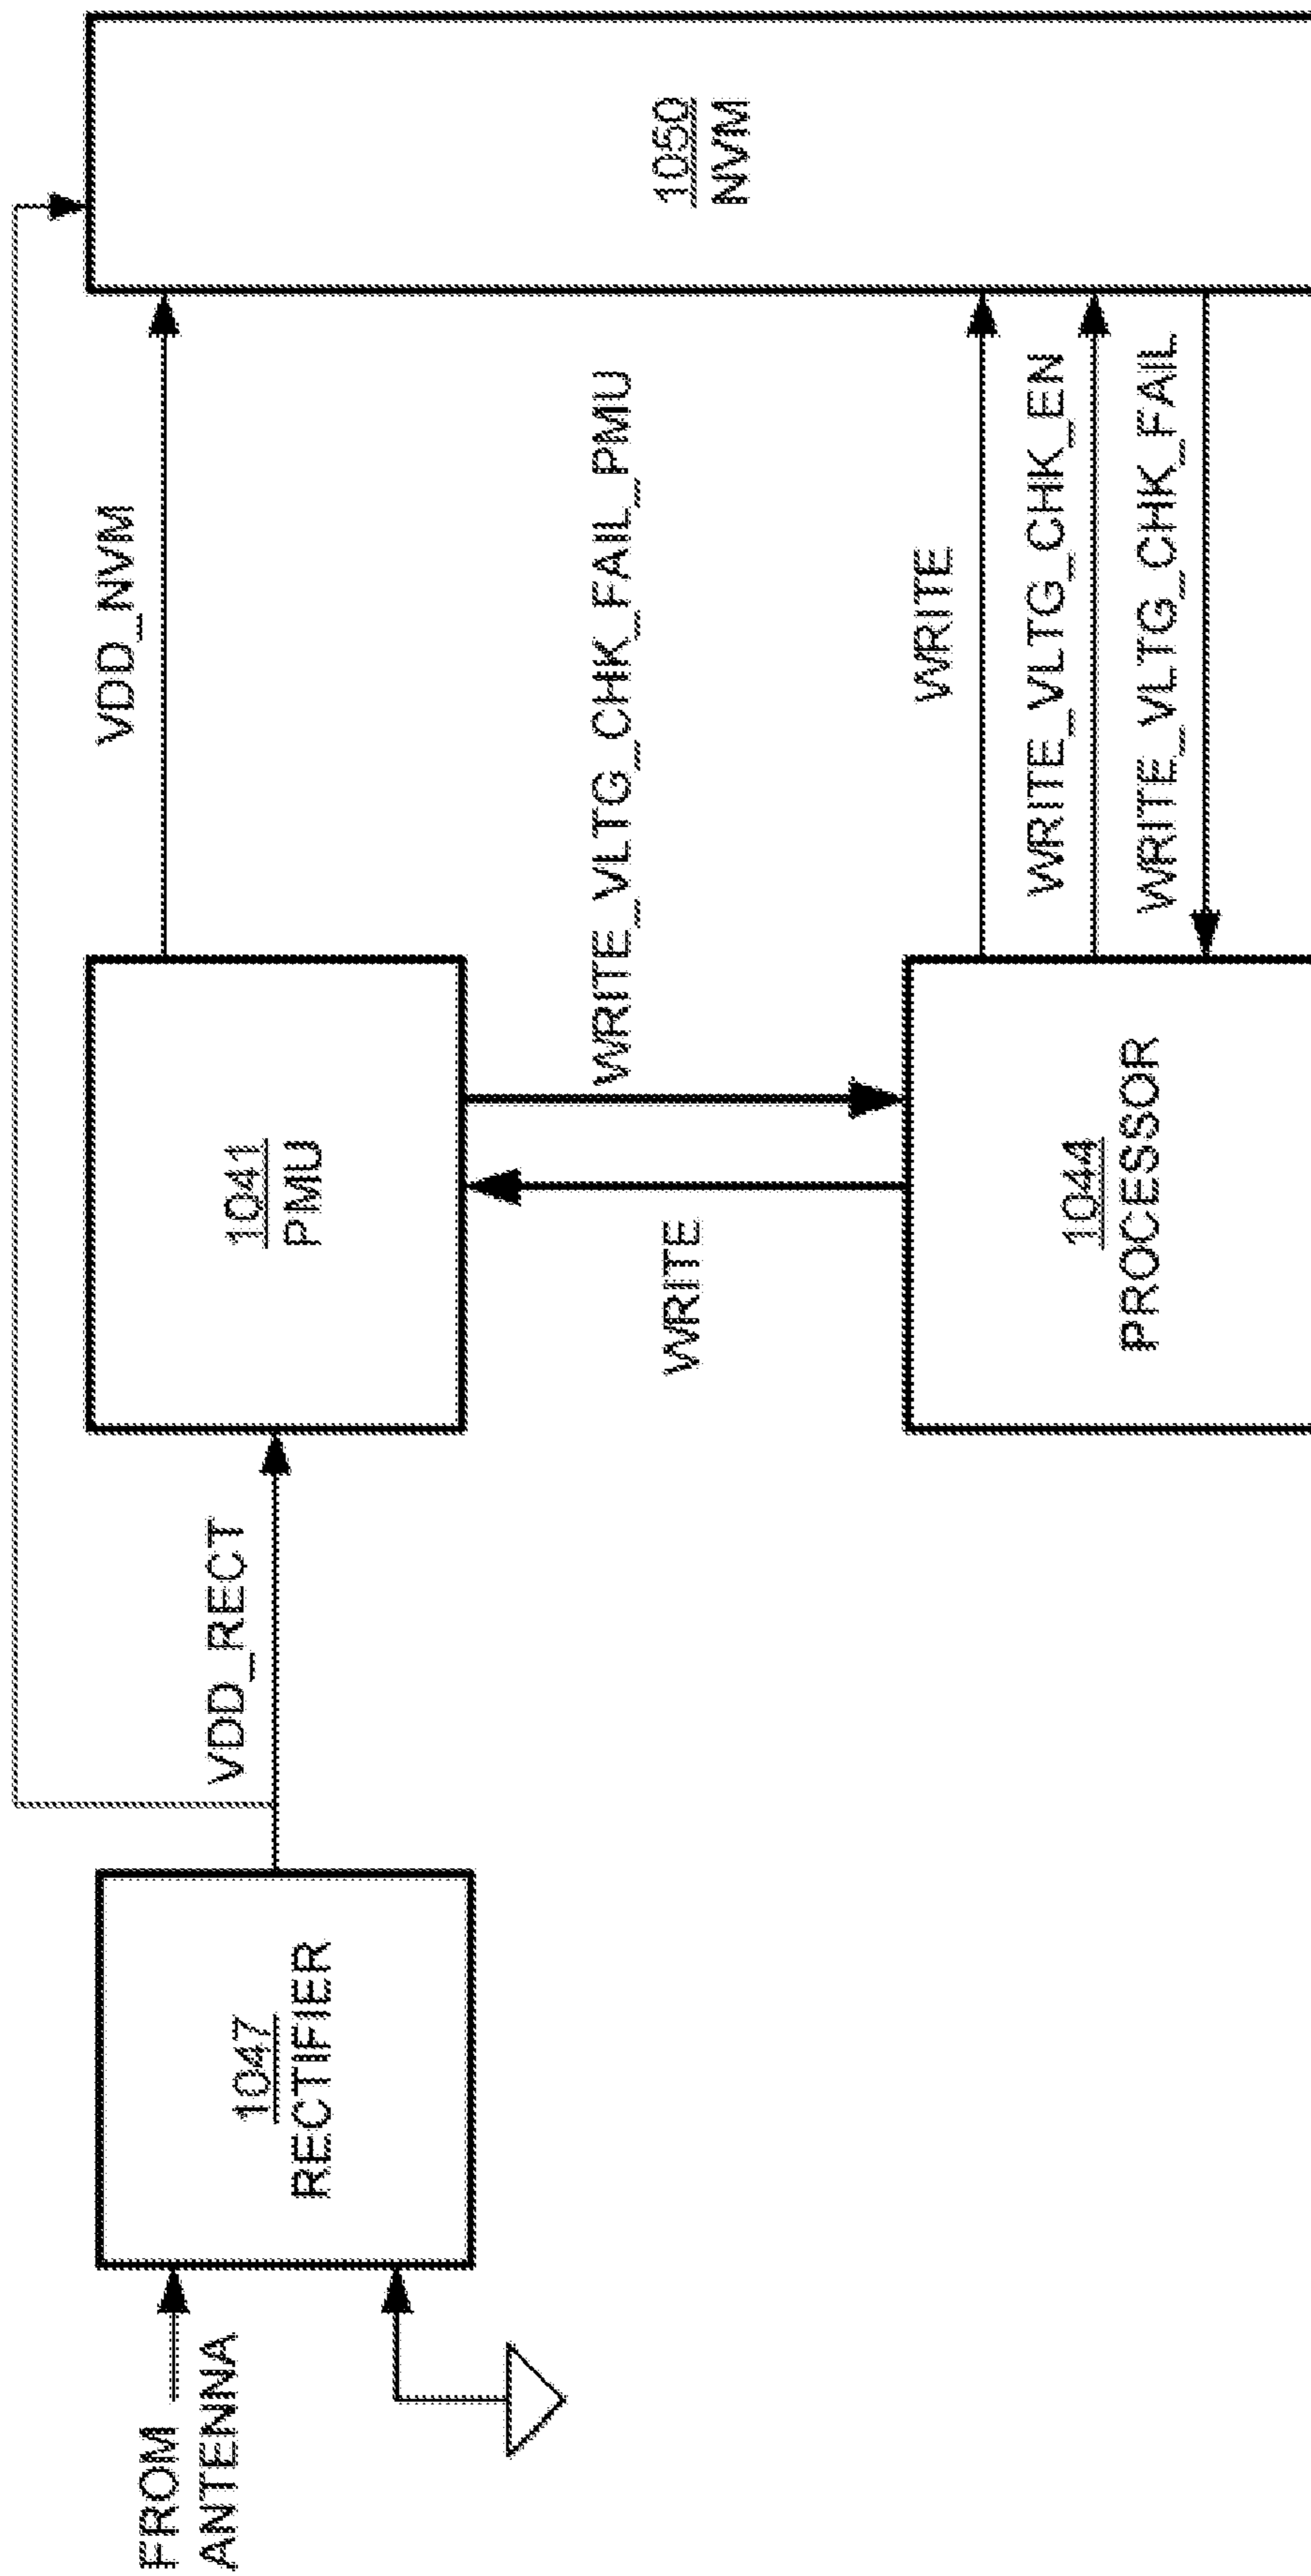 FROM
ANTENNA
1047
RECTIFIER
VDD_RECT
1041
PMU
VDD_NVM
WRITE
WRITE_VLTG_CHK_FAIL_PMU
1044
PROCESSOR
WRITE
WRITE_VLTG_CHK_EN
WRITE_VLTG_CHK_FAIL
1050
NVM